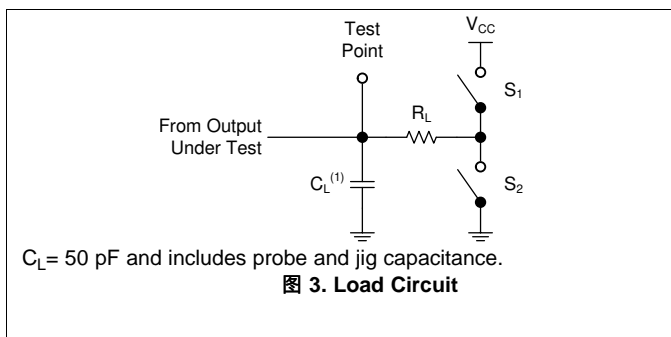 Test
Point
V_CC
S_1
R_L
From Output
Under Test
C_L^(1)
S_2
C_L= 50 pF and includes probe and jig capacitance.
图 3. Load Circuit